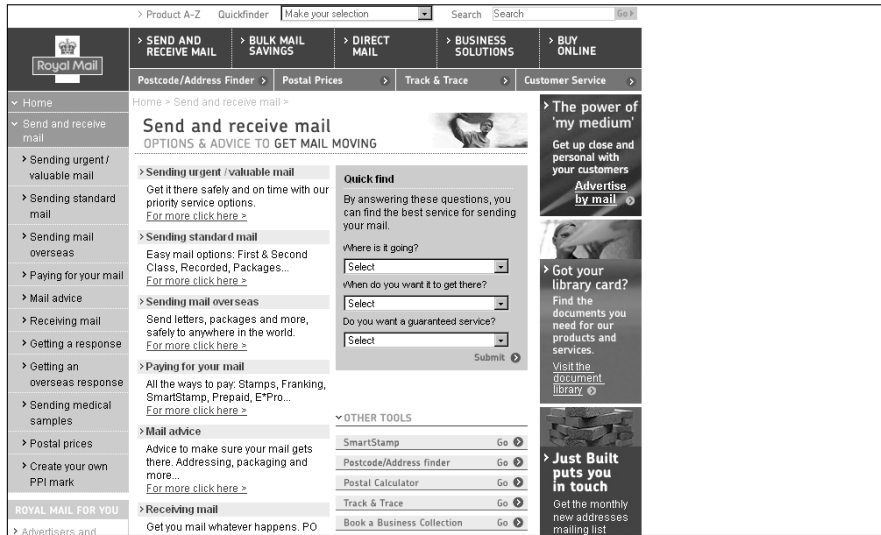 > Product A-Z Quickfinder Make your selection Search Search Go
Royal Mail
> SEND AND RECEIVE MAIL
> BULK MAIL SAVINGS
> DIRECT MAIL
> BUSINESS SOLUTIONS
> BUY ONLINE
Postcode/Address Finder > Postal Prices > Track & Trace > Customer Service >
Home
Send and receive
mail
> Sending urgent /
valuable mail
> Sending standard
mail
> Sending mail
overseas
> Paying for your mail
> Mail advice
> Receiving mail
> Getting a response
> Getting an
overseas response
> Sending medical
samples
> Postal prices
> Create your own
PPI mark
ROYAL MAIL FOR YOU
> Advertisers and
Home > Send and receive mail >
Send and receive mail
OPTIONS & ADVICE TO GET MAIL MOVING
> Sending urgent / valuable mail
Get it there safely and on time with our
priority service options.
For more click here >
> Sending standard mail
Easy mail options: First & Second
Class, Recorded, Packages...
For more click here >
> Sending mail overseas
Send letters, packages and more,
safely to anywhere in the world.
For more click here >
> Paying for your mail
All the ways to pay: Stamps, Franking,
SmartStamp, Prepaid, E*Pro...
For more click here >
> Mail advice
Advice to make sure your mail gets
there. Addressing, packaging and
more...
For more click here >
> Receiving mail
Get you mail whatever happens. PO
Quick find
By answering these questions, you
can find the best service for sending
your mail.
Where is it going?
Select
When do you want it to get there?
Select
Do you want a guaranteed service?
Select
Submit
OTHER TOOLS
SmartStamp Go
Postcode/Address finder Go
Postal Calculator Go
Track & Trace Go
Book a Business Collection Go
> The power of
'my medium'
Get up close and
personal with
your customers
Advertise
by mail
> Got your
library card?
Find the
documents you
need for our
products and
services.
Visit the
document
library
> Just Built
puts you
in touch
Get the monthly
new addresses
mailing list